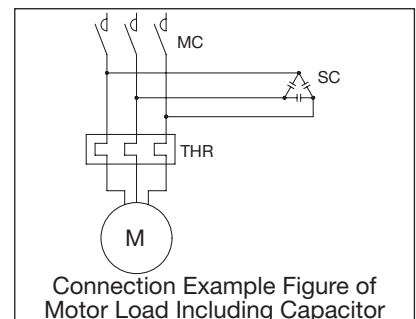 MC
SC
THR
M
Connection Example Figure of
Motor Load Including Capacitor